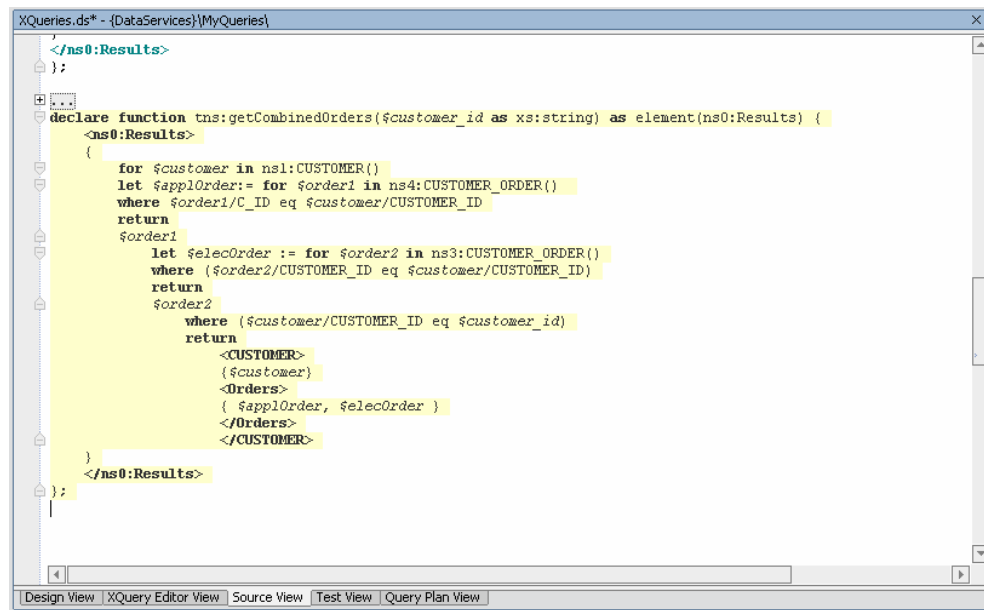 XQueries.ds* - {DataServices}\MyQueries\
}
</ns0:Results>
};
...
declare function tns:getCombinedOrders($customer_id as xs:string) as element(ns0:Results) {
<ns0:Results>
{
for $customer in ns1:CUSTOMER()
let $applOrder:= for $order1 in ns4:CUSTOMER_ORDER()
where $order1/C_ID eq $customer/CUSTOMER_ID
return
$order1
let $elecOrder := for $order2 in ns3:CUSTOMER_ORDER()
where ($order2/CUSTOMER_ID eq $customer/CUSTOMER_ID)
return
$order2
where ($customer/CUSTOMER_ID eq $customer_id)
return
<CUSTOMER>
{$customer}
<Orders>
{ $applOrder, $elecOrder }
</Orders>
</CUSTOMER>
}
</ns0:Results>
};
Design View XQuery Editor View Source View Test View Query Plan View